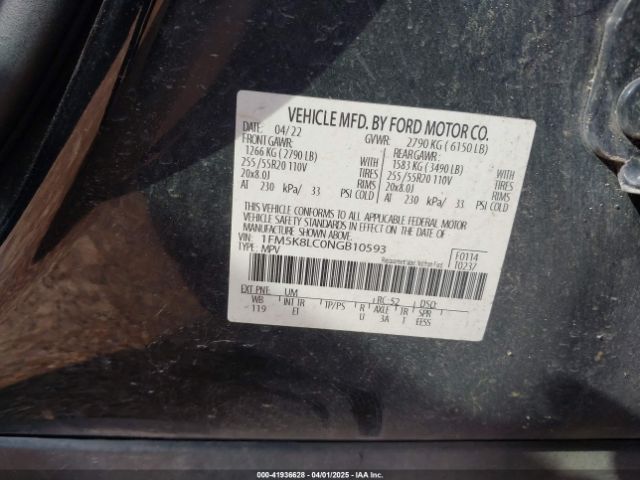 VEHICLE MFD. BY FORD MOTOR CO.
DATE: 04/22 GVWR: 2790 KG ( 6150 LB)
FRONT GAWR: REAR GAWR:
1266 KG ( 2790 LB) WITH 1583 KG ( 3490 LB) WITH
255 /55R20 110V TIRES 255 /55R20 110V TIRES
20x8.0J RIMS 20x8.0J RIMS
AT 230 kPa/ 33 PSI COLD AT 230 kPa/ 33 PSI COLD
THIS VEHICLE CONFORMS TO ALL APPLICABLE FEDERAL MOTOR
VEHICLE SAFETY STANDARDS IN EFFECT ON THE DATE OF
MANUFACTURE SHOWN ABOVE.
VIN: 1FM5K8LC0NGB10593
TYPE: MPV
F0114
T0237
EXT PNT: UM RC: 52 DSO:
WB INT TR TP/PS R AXLE TR SPR
119 ET U 3A T EESS
000-41936628 - 04/01/2025 - IAA Inc.